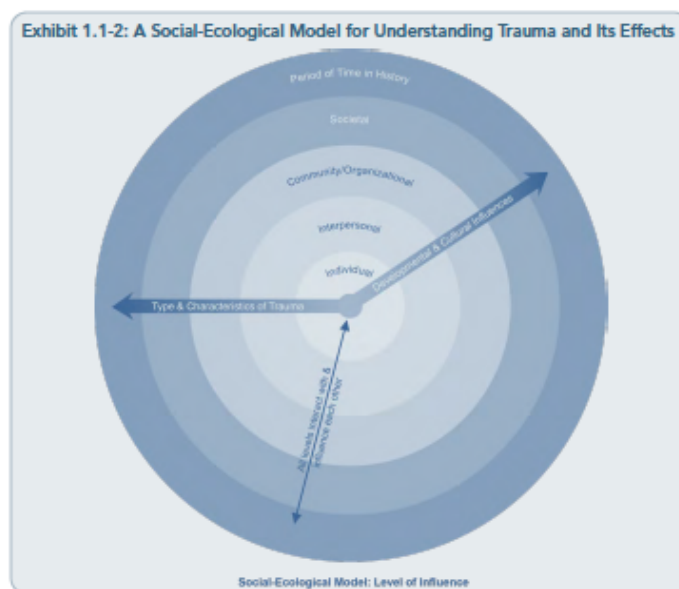 Exhibit 1.1-2: A Social-Ecological Model for Understanding Trauma and Its Effects
Period of Time in History
Societal
Community/Organizational
Interpersonal
Individual
Developmental & Cultural Influences
Type & Characteristics of Trauma
All levels interact with &
influence each other
Social-Ecological Model: Level of Influence